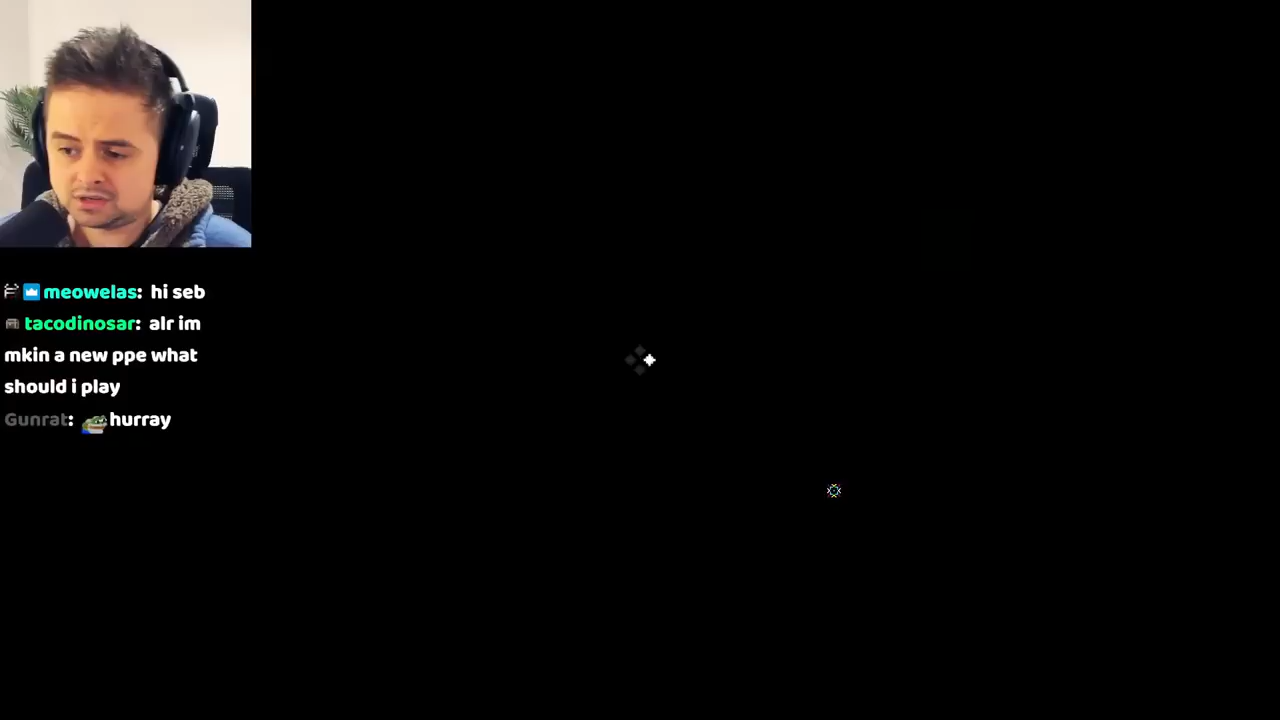 meowelas: hi seb
tacodinosar: alr im
mkin a new ppe what
should i play
Gunrat: hurray